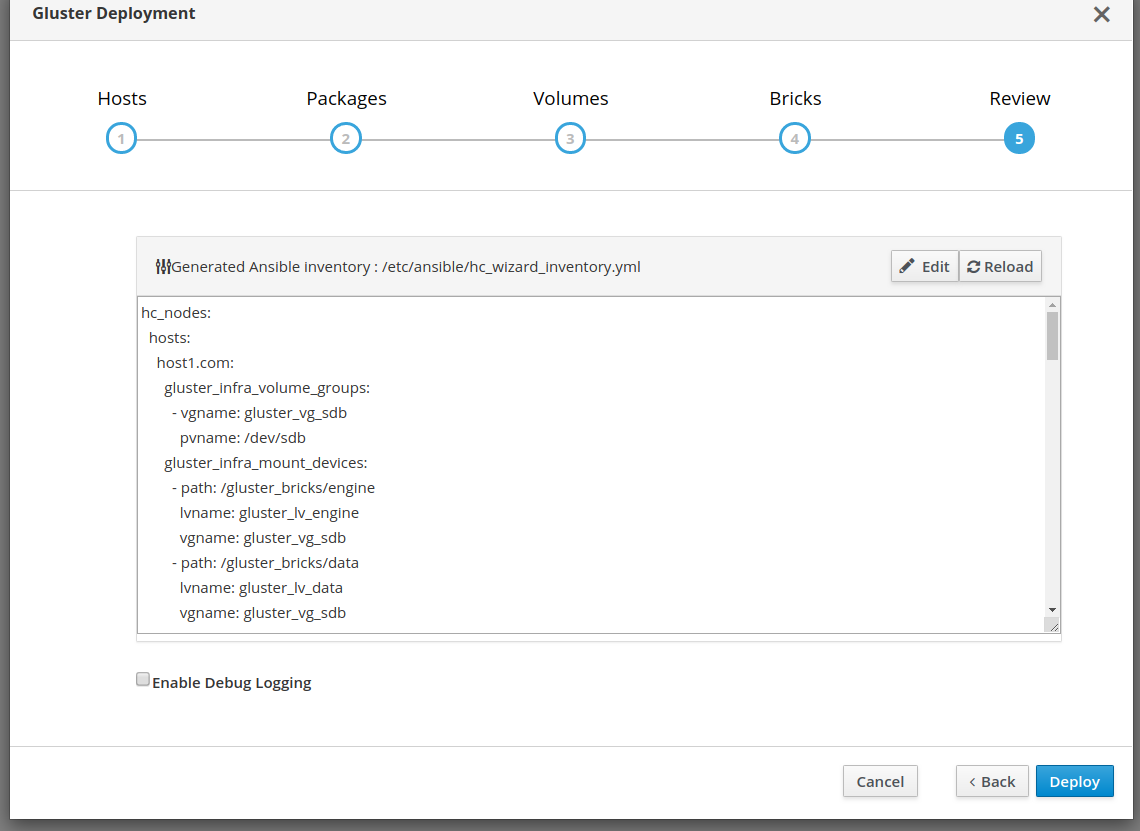 Gluster Deployment
Hosts Packages Volumes Bricks Review
1 2 3 4 5
Generated Ansible inventory : /etc/ansible/hc_wizard_inventory.yml Edit Reload
hc_nodes:
hosts:
host1.com:
gluster_infra_volume_groups:
- vgname: gluster_vg_sdb
pvname: /dev/sdb
gluster_infra_mount_devices:
- path: /gluster_bricks/engine
lvname: gluster_lv_engine
vgname: gluster_vg_sdb
- path: /gluster_bricks/data
lvname: gluster_lv_data
vgname: gluster_vg_sdb
Enable Debug Logging
Cancel < Back Deploy